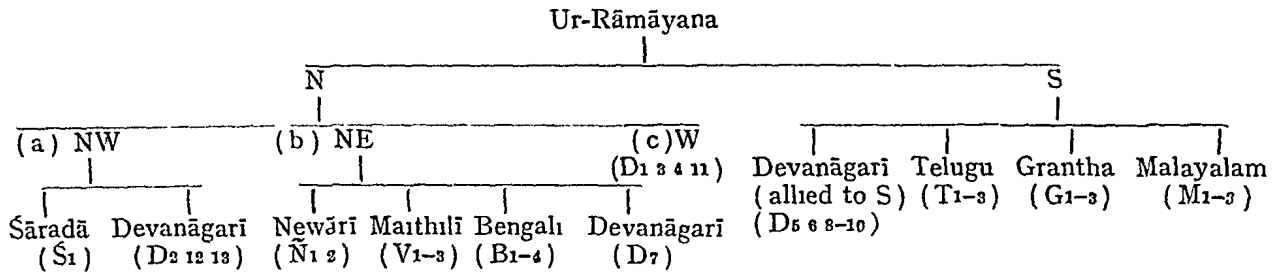 Ur-Rāmāyana
N S
(a) NW (b) NE (c) W
(D1 3 4 11)
Devanāgarī Telugu Grantha Malayalam
(allied to S) (T1-3) (G1-3) (M1-3)
(D5 6 8-10)
Śāradā Devanāgarī Newārī Maithilī Bengali Devanāgarī
(Ś1) (D2 12 13) (Ñ1 2) (V1-3) (B1-4) (D7)